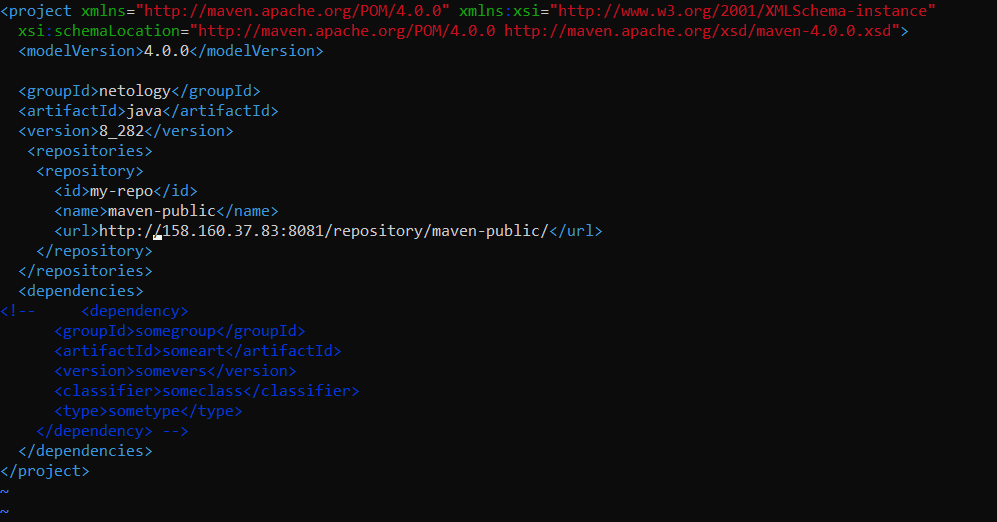 <project xmlns="http://maven.apache.org/POM/4.0.0" xmlns:xsi="http://www.w3.org/2001/XMLSchema-instance"
  xsi:schemaLocation="http://maven.apache.org/POM/4.0.0 http://maven.apache.org/xsd/maven-4.0.0.xsd">
  <modelVersion>4.0.0</modelVersion>

  <groupId>netology</groupId>
  <artifactId>java</artifactId>
  <version>8_282</version>
   <repositories>
    <repository>
      <id>my-repo</id>
      <name>maven-public</name>
      <url>http://158.160.37.83:8081/repository/maven-public/</url>
    </repository>
  </repositories>
  <dependencies>
<!--     <dependency>
      <groupId>somegroup</groupId>
      <artifactId>someart</artifactId>
      <version>somevers</version>
      <classifier>someclass</classifier>
      <type>sometype</type>
    </dependency> -->
  </dependencies>
</project>
~
~